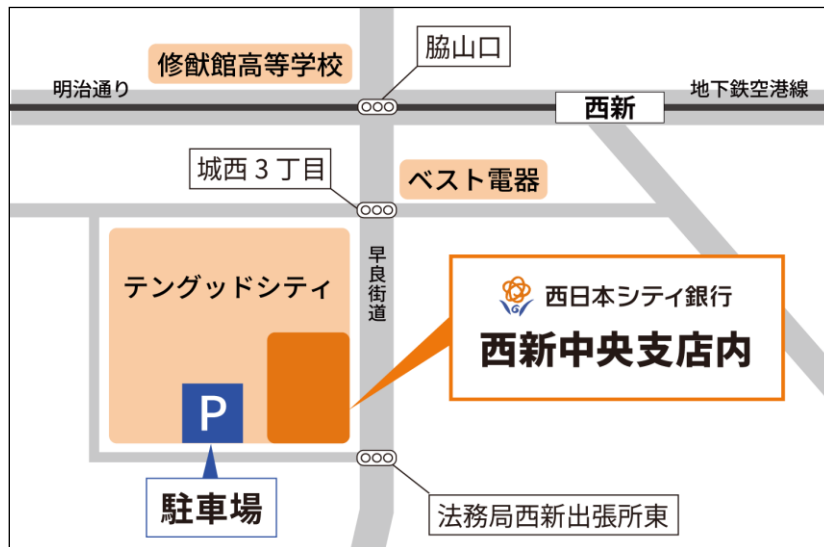 脇山口
修猷館高等学校
明治通り
地下鉄空港線
西新
城西3丁目
ベスト電器
早良街道
テングッドシティ
西日本シティ銀行
西新中央支店内
P
駐車場
法務局西新出張所東